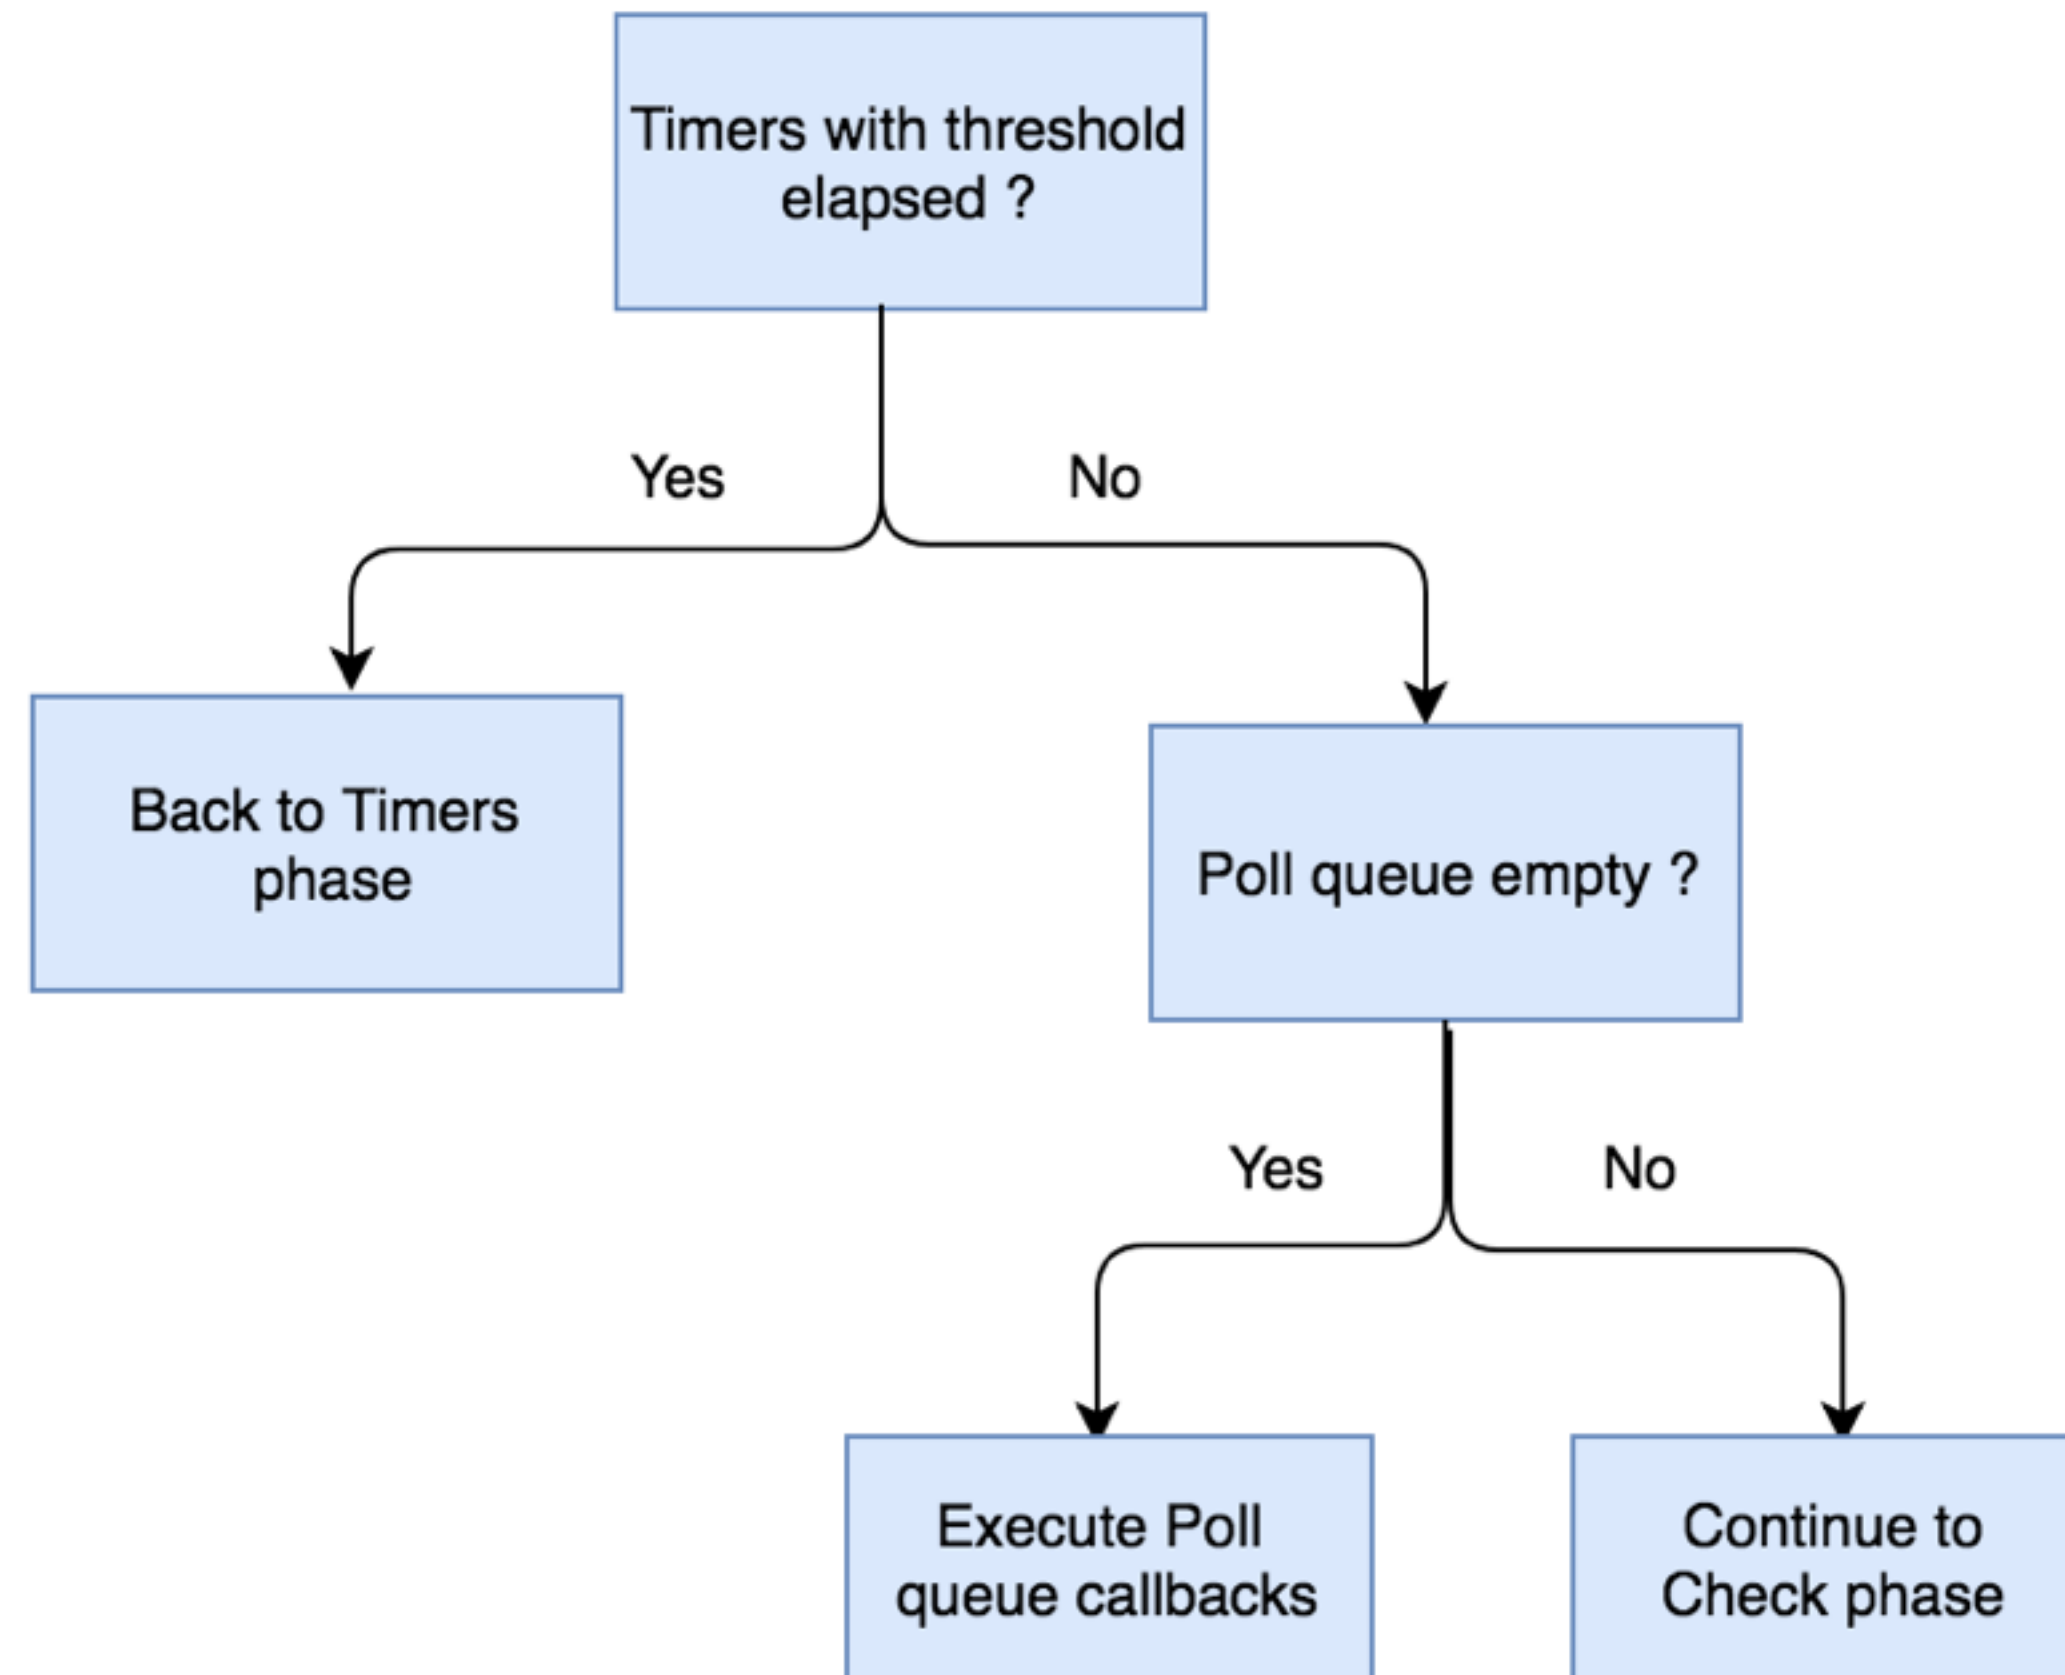 Timers with threshold
elapsed ?
Yes
No
Back to Timers
phase
Poll queue empty ?
Yes
No
Execute Poll
queue callbacks
Continue to
Check phase